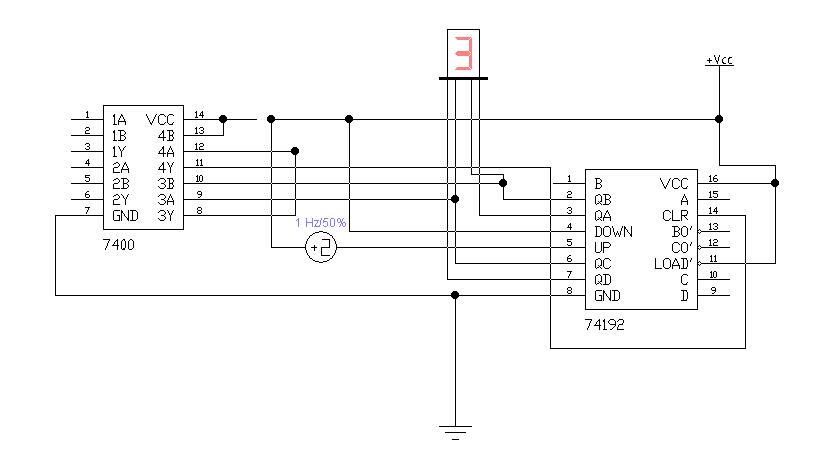 3
+Vcc
1 1A VCC 14
2 1B 4B 13
3 1Y 4A 12
4 2A 4Y 11
5 2B 3B 10
6 2Y 3A 9
7 GND 3Y 8
7400
1 Hz/50%
+2
1 B VCC 16
2 QB A 15
3 QA CLR 14
4 DOWN BO' 13
5 UP CO' 12
6 QC LOAD' 11
7 QD C 10
8 GND D 9
74192